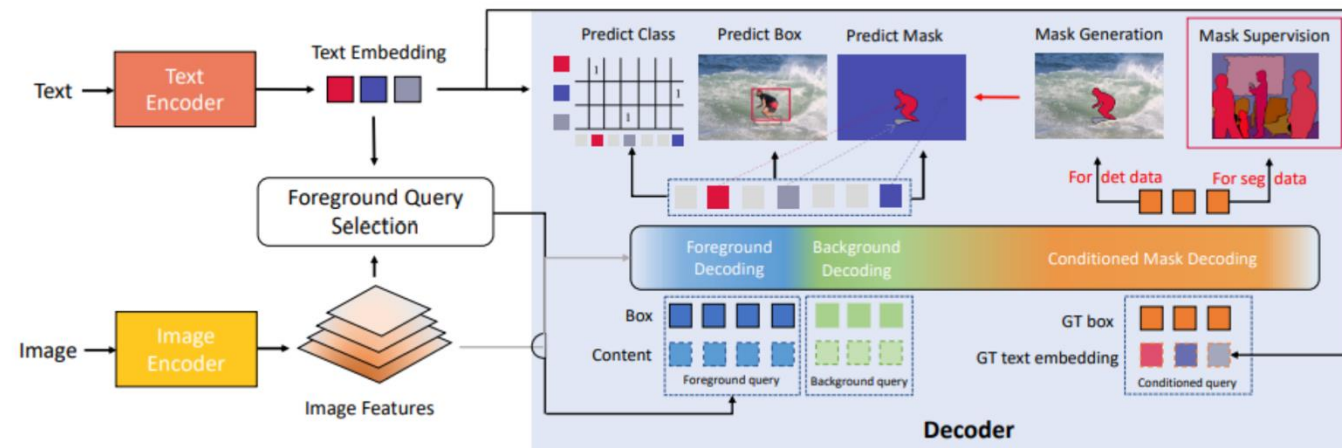 Text
Text
Encoder
Text Embedding
Foreground Query
Selection
Image
Image
Encoder
Image Features
Predict Class
Predict Box
Predict Mask
Mask Generation
Mask Supervision
1
1
1
For det data
For seg data
Foreground
Decoding
Background
Decoding
Conditioned Mask Decoding
Box
Content
Foreground query
Background query
GT box
GT text embedding
Conditioned query
Decoder